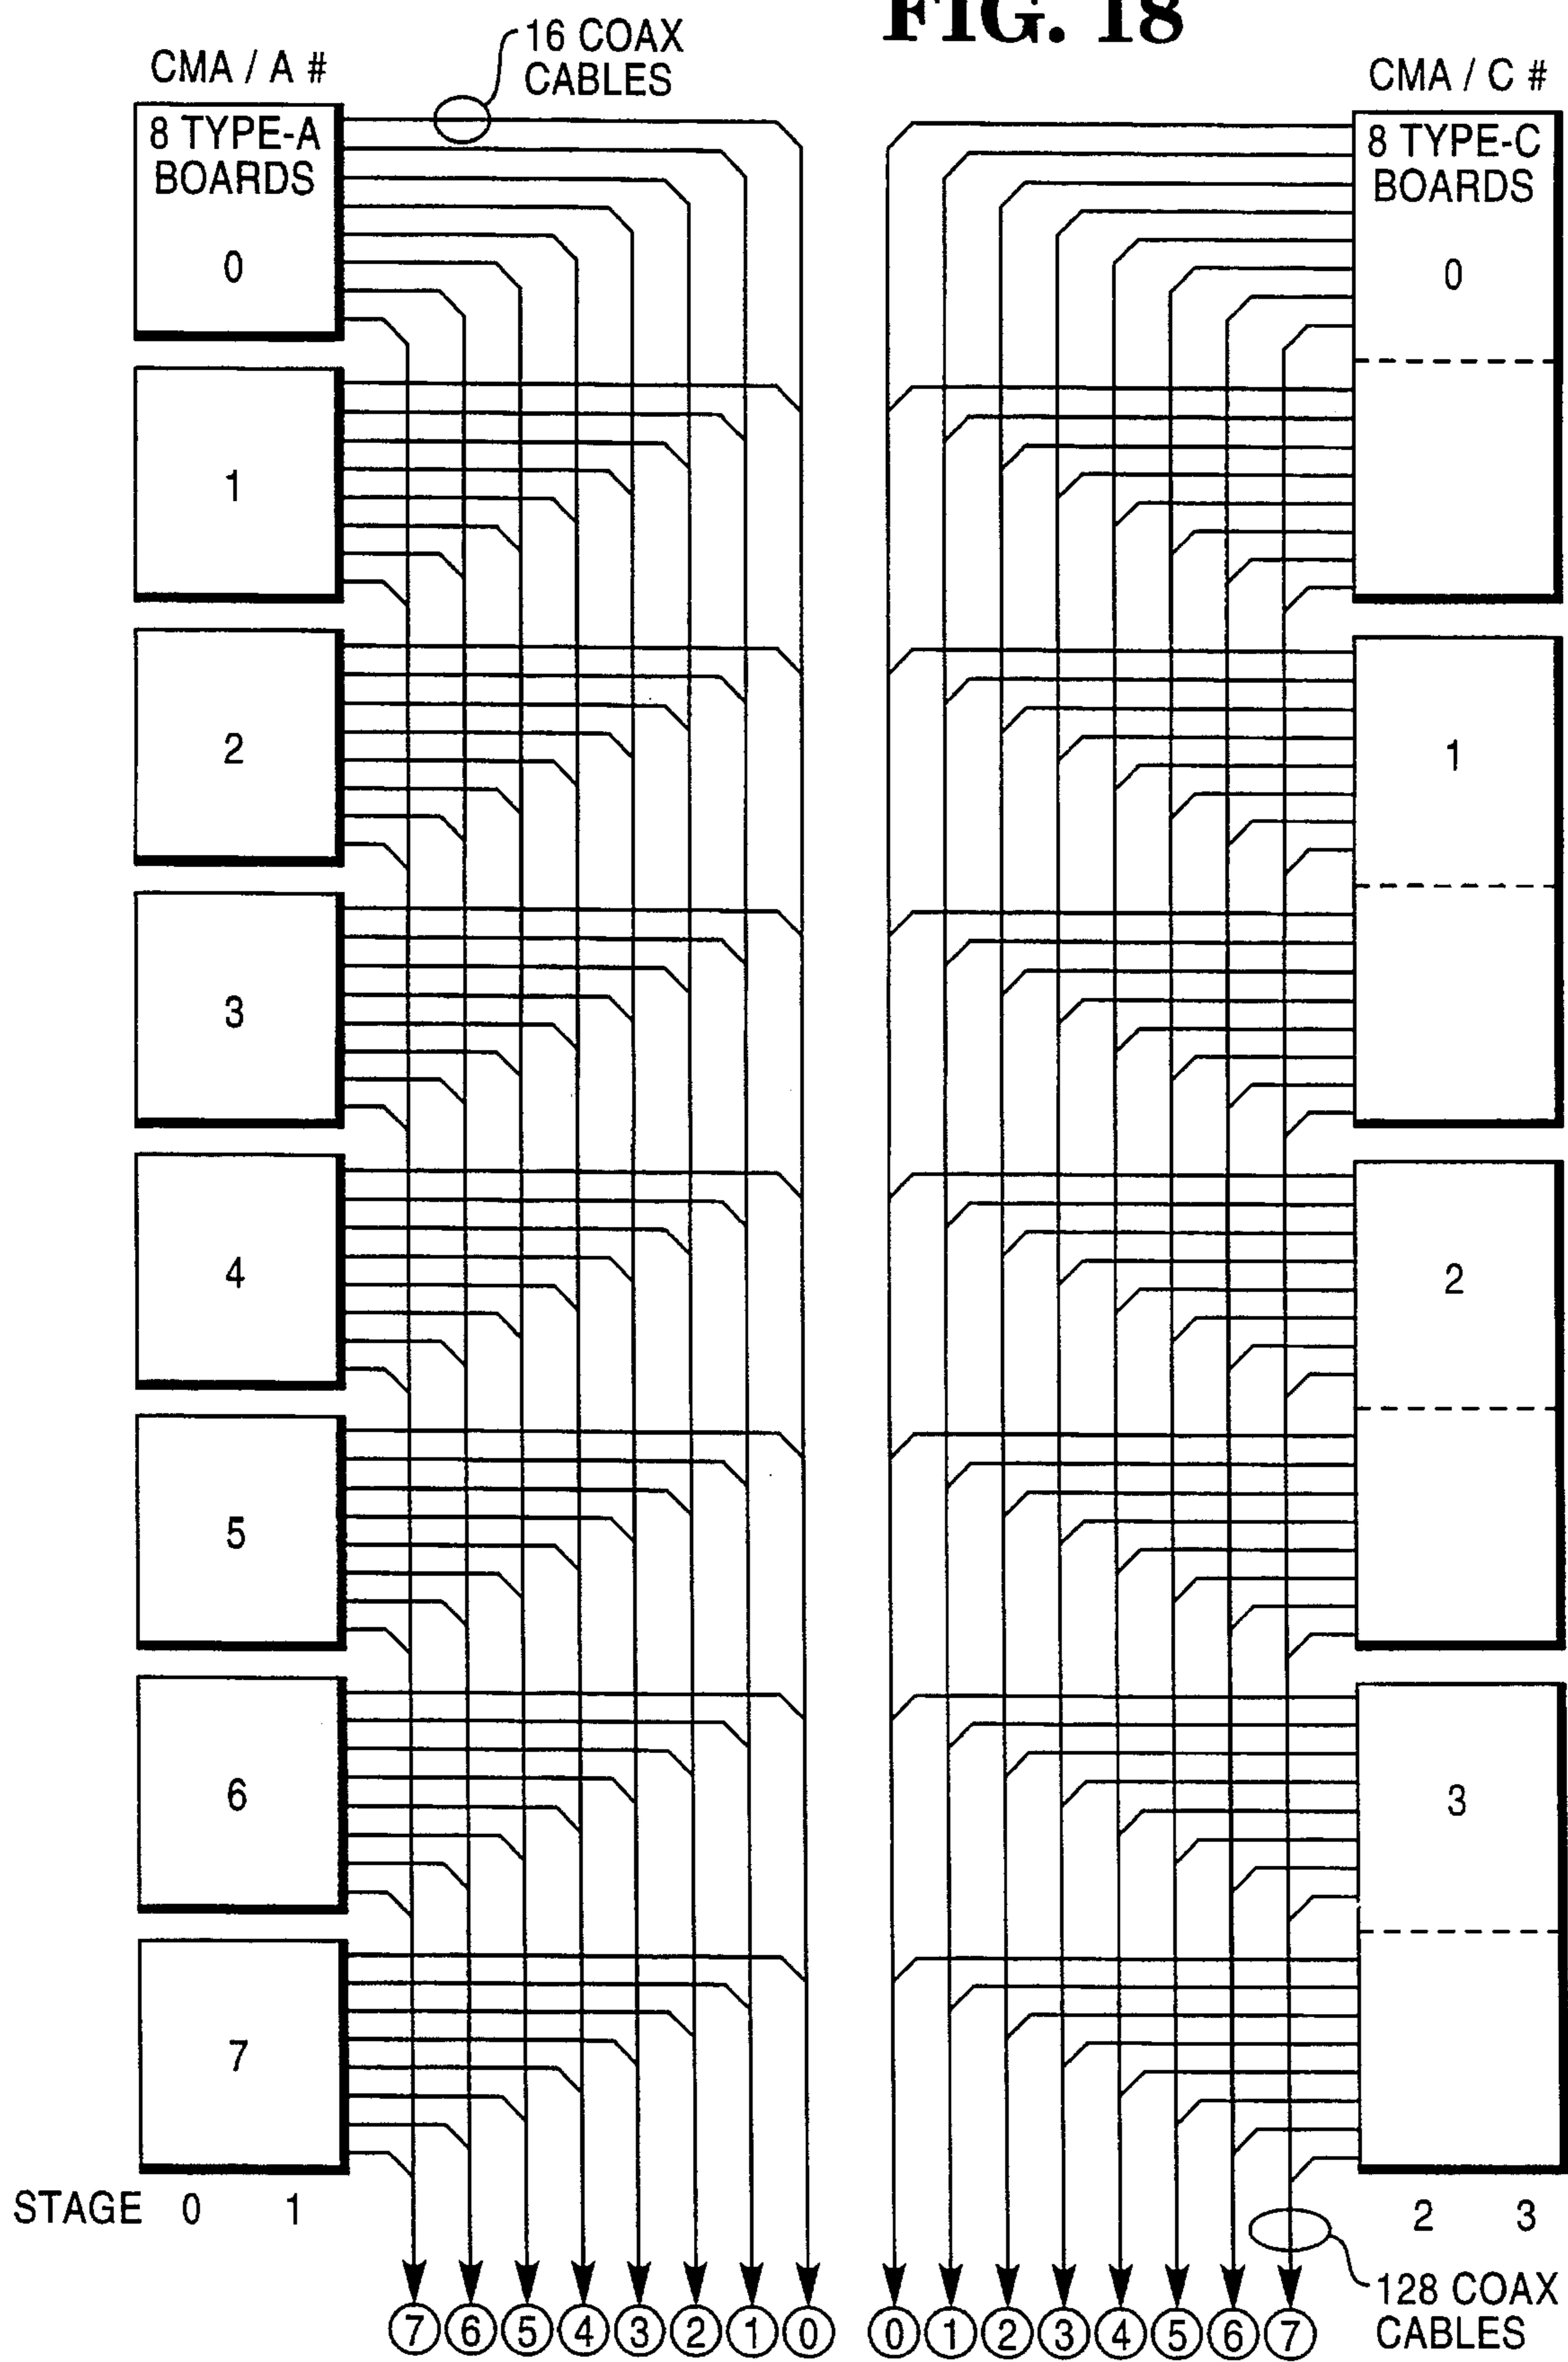 FIG. 18
16 COAX
CABLES
CMA / A #
CMA / C #
8 TYPE-A
BOARDS
0
1
2
3
4
5
6
7
8 TYPE-C
BOARDS
0
1
2
3
STAGE 0 1
2 3
128 COAX
CABLES
7 6 5 4 3 2 1 0
0 1 2 3 4 5 6 7